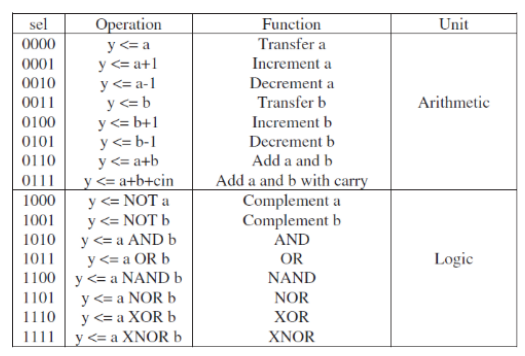 sel Operation Function Unit
0000 y <= a Transfer a
0001 y <= a+1 Increment a
0010 y <= a-1 Decrement a
0011 y <= b Transfer b Arithmetic
0100 y <= b+1 Increment b
0101 y <= b-1 Decrement b
0110 y <= a+b Add a and b
0111 y <= a+b+cin Add a and b with carry
1000 y <= NOT a Complement a
1001 y <= NOT b Complement b
1010 y <= a AND b AND
1011 y <= a OR b OR Logic
1100 y <= a NAND b NAND
1101 y <= a NOR b NOR
1110 y <= a XOR b XOR
1111 y <= a XNOR b XNOR